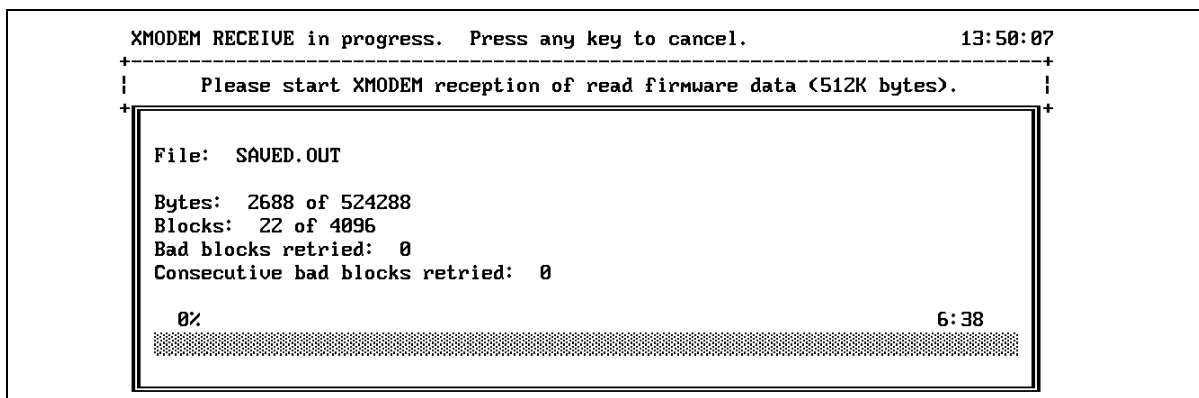 XMODEM RECEIVE in progress.  Press any key to cancel.  13:50:07
Please start XMODEM reception of read firmware data (512K bytes).
File:  SAVED.OUT
Bytes:  2688 of 524288
Blocks:  22 of 4096
Bad blocks retried:  0
Consecutive bad blocks retried:  0
0%  6:38